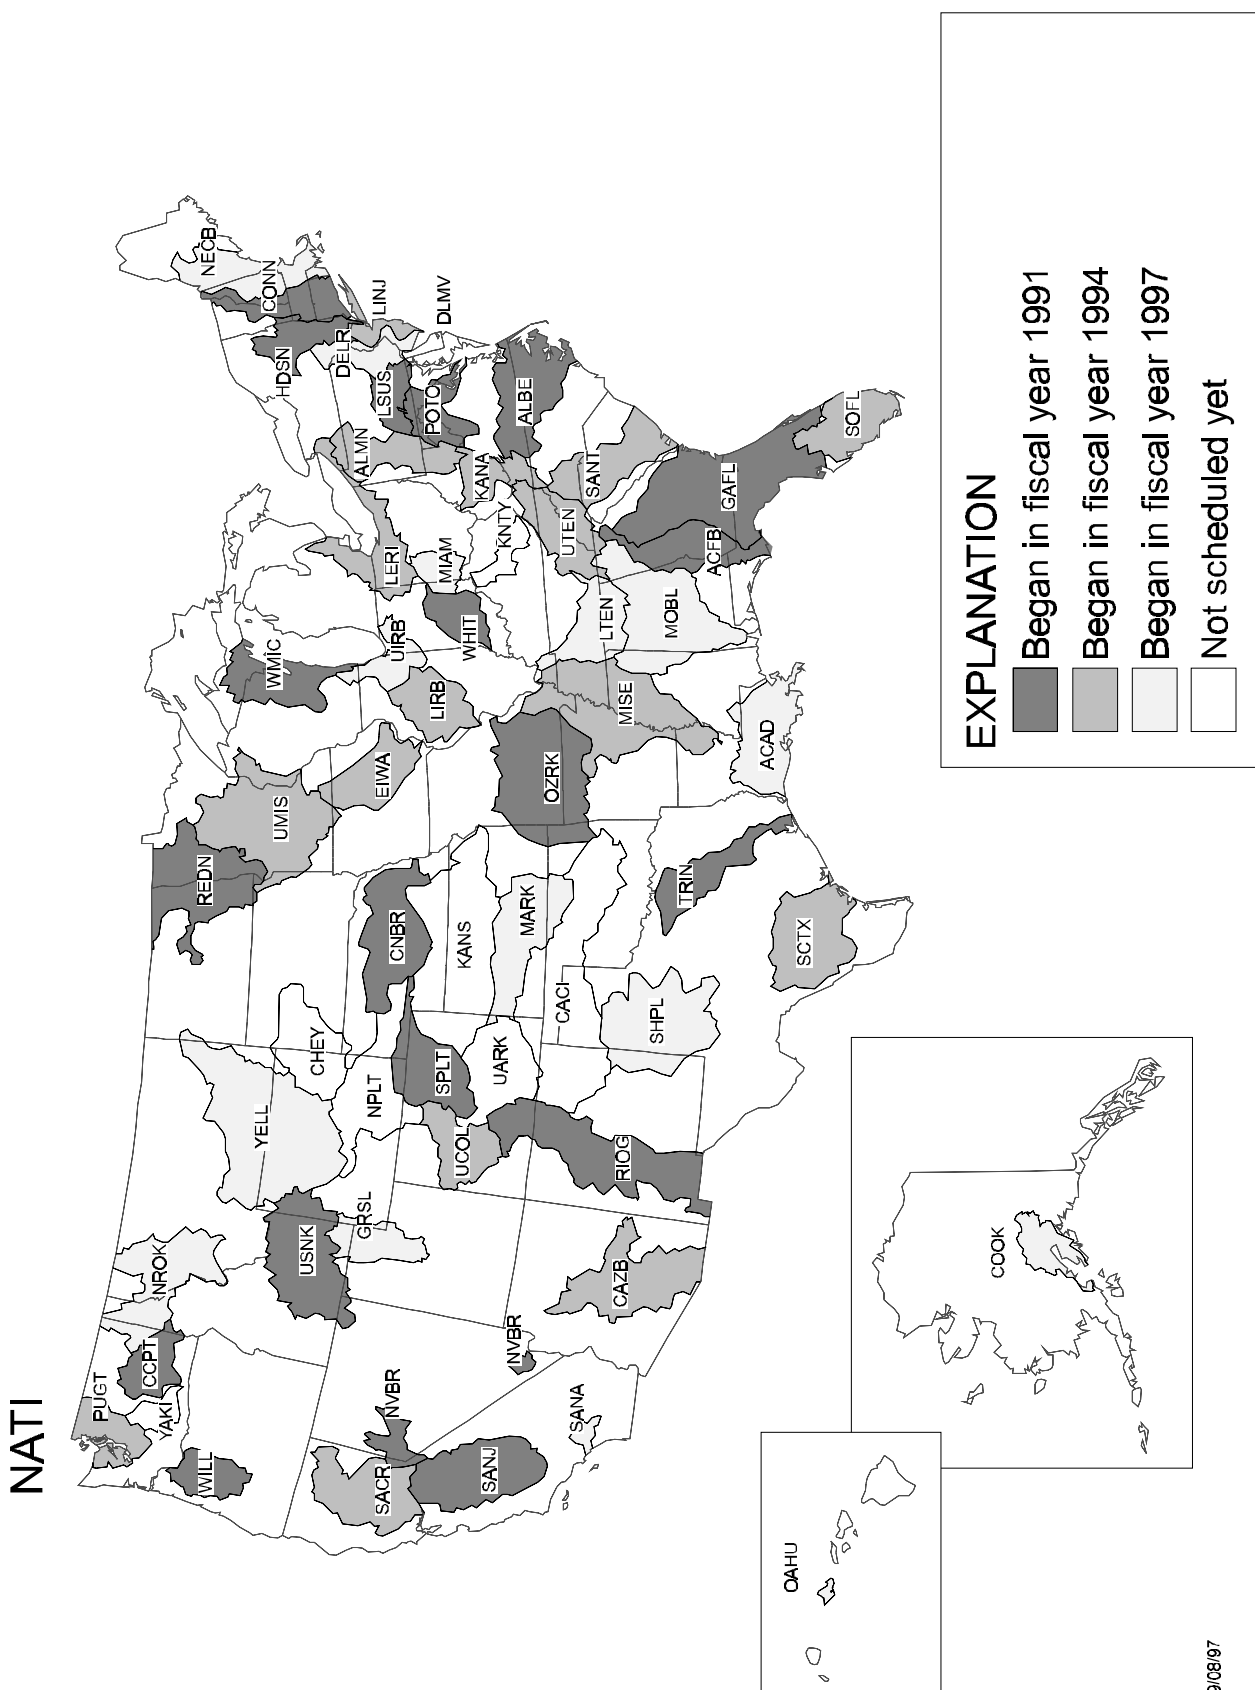 NATI
PUGT
CCPT
NROK
YAKI
WILL
USNK
YELL
GRSL
CHEY
NPLT
REDN
UMIS
WMIC
EIWA
CNBR
KANS
SPLT
UCOL
UARK
MARK
CACI
RIOG
SHPL
CAZB
NVBR
NVBR
SACR
SANJ
SANA
SCTX
TRIN
OZRK
ACAD
MISE
LIRB
UIRB
WHIT
MIAM
LERI
KNTY
LTEN
MOBL
UTEN
ACFB
GAFL
SOFL
SANT
KANA
ALBE
ALMN
POTO
LSUS
DELR
HDSN
CONN
NECB
LINJ
DLMV
OAHU
COOK
EXPLANATION
Began in fiscal year 1991
Began in fiscal year 1994
Began in fiscal year 1997
Not scheduled yet
9/08/97